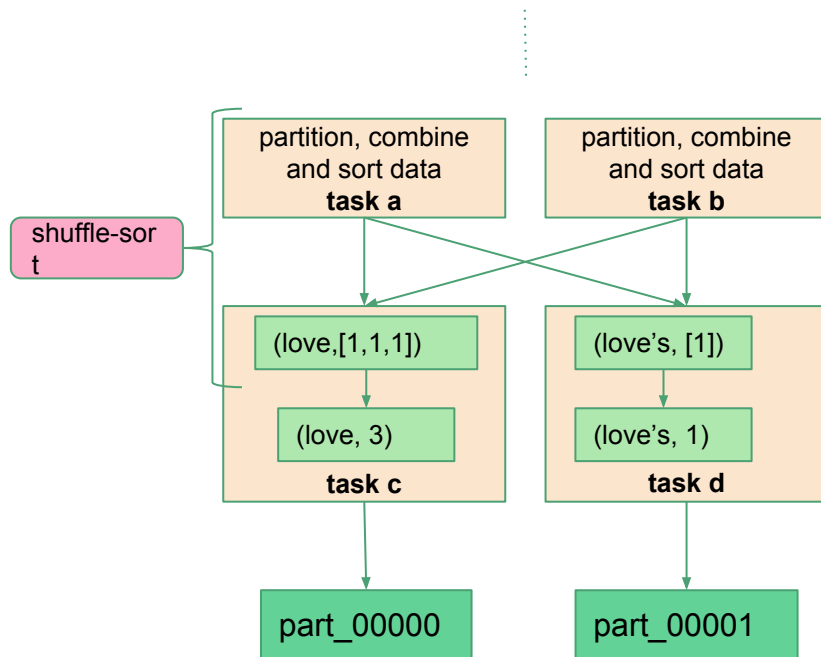 partition, combine
and sort data
task a
partition, combine
and sort data
task b
shuffle-sor
t
(love,[1,1,1])
(love’s, [1])
(love, 3)
(love’s, 1)
task c
task d
part_00000
part_00001